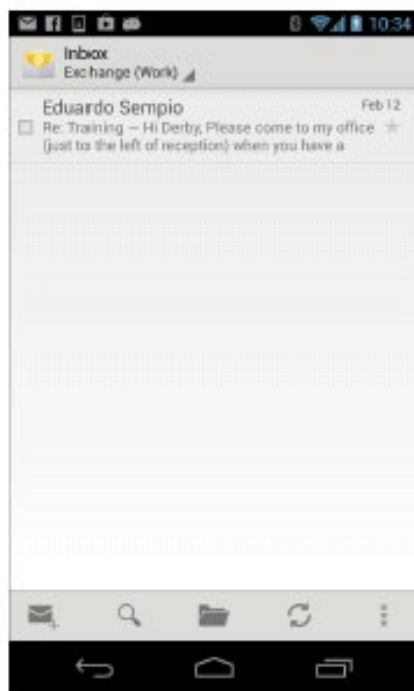 10:34
Inbox
Exchange (Work)
Eduardo Sempio
Feb 12
Re: Training — Hi Derby, Please come to my office
(just to the left of reception) when you have a